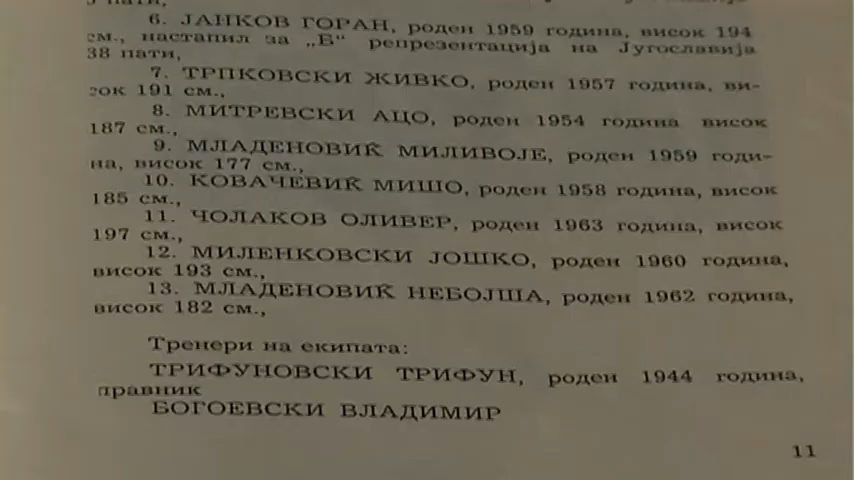 пати,
6. ЈАНКОВ ГОРАН, роден 1959 година, висок 194
см., настапил за „Б“ репрезентација на Југославија
38 пати,
7. ТРПКОВСКИ ЖИВКО, роден 1957 година, ви-
сок 191 см.,
8. МИТРЕВСКИ АЦО, роден 1954 година висок
187 см.,
9. МЛАДЕНОВИЌ МИЛИВОЈЕ, роден 1959 годи-
на, висок 177 см.,
10. КОВАЧЕВИЌ МИШО, роден 1958 година, висок
185 см.,
11. ЧОЛАКОВ ОЛИВЕР, роден 1963 година, висок
197 см.,
12. МИЛЕНКОВСКИ ЈОШКО, роден 1960 година,
висок 193 см.,
13. МЛАДЕНОВИЌ НЕБОЈША, роден 1962 година,
висок 182 см.,
Тренери на екипата:
ТРИФУНОВСКИ ТРИФУН, роден 1944 година,
правник
БОГОЕВСКИ ВЛАДИМИР
11